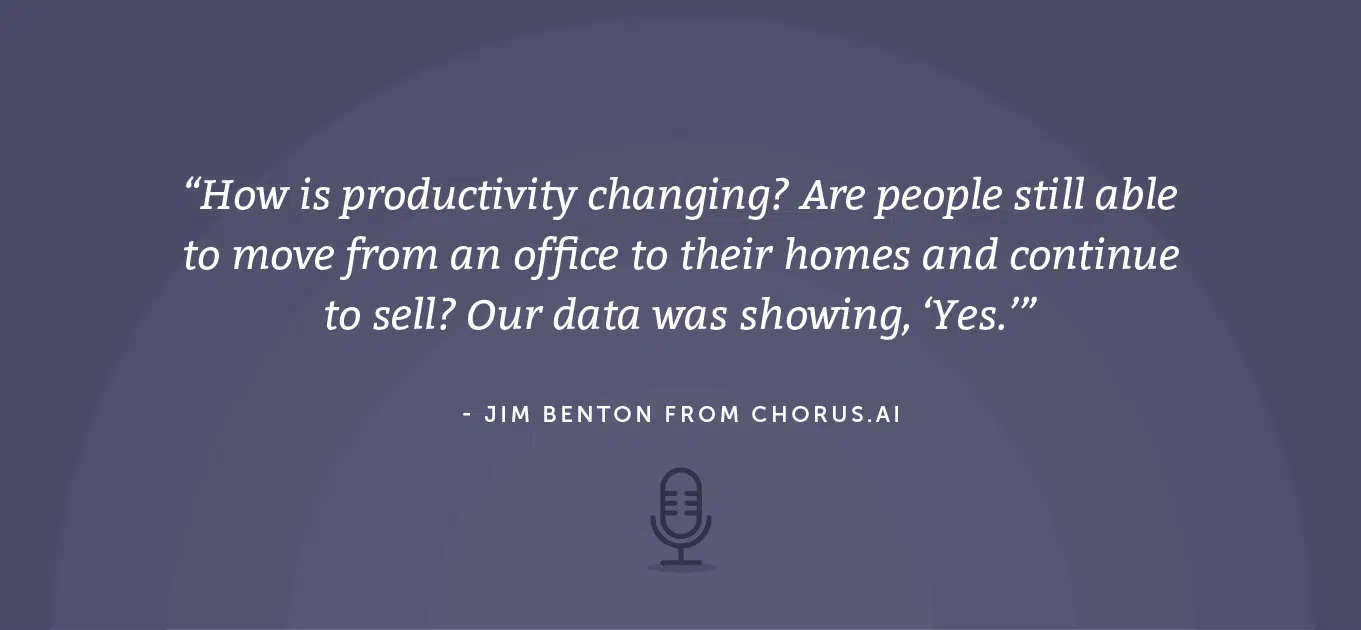 “How is productivity changing? Are people still able
to move from an office to their homes and continue
to sell? Our data was showing, ‘Yes.’”
- JIM BENTON FROM CHORUS.AI